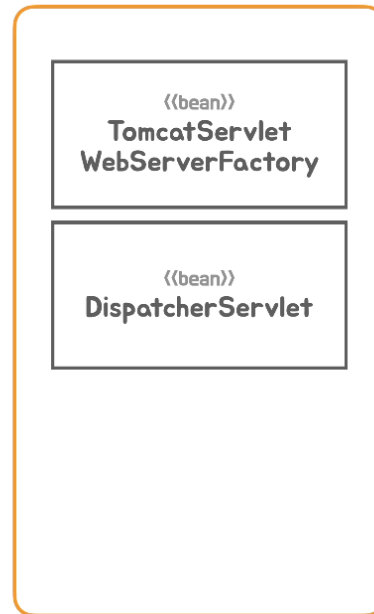 《bean》
TomcatServlet
WebServerFactory
《bean》
DispatcherServlet